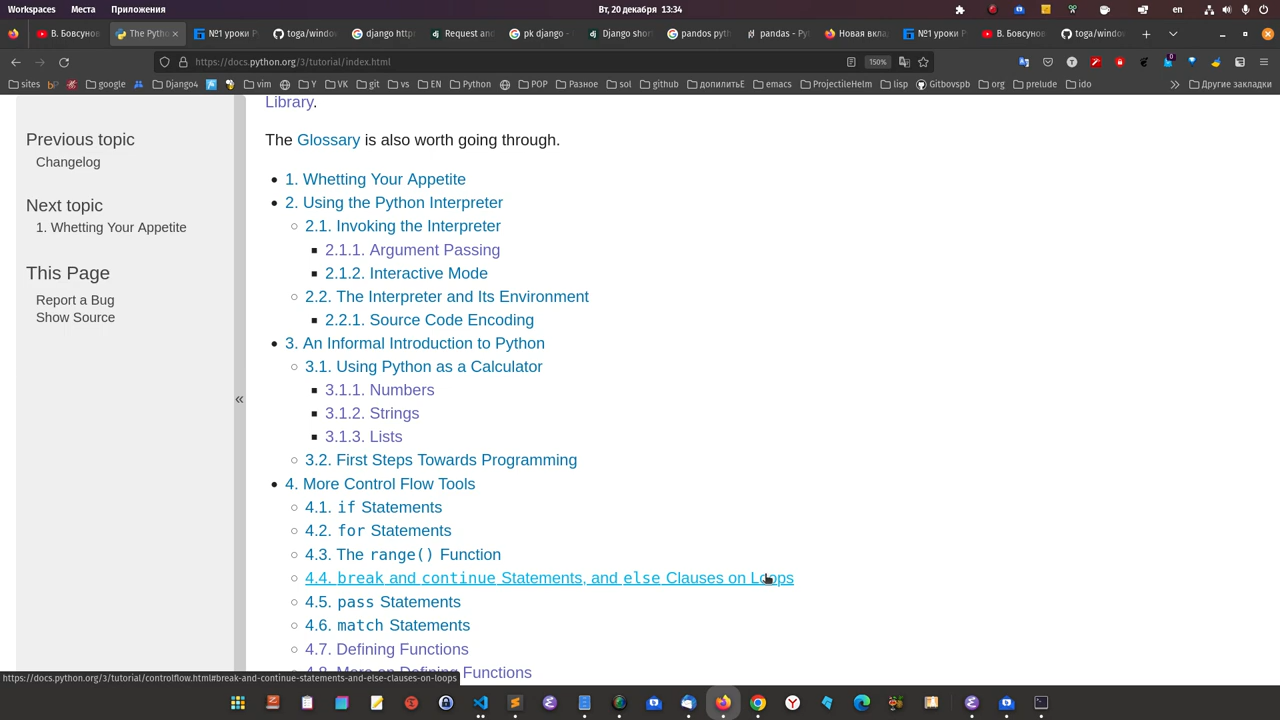 Workspaces Места Приложения Вт, 20 декабря 13:34 en
В. Бовсунов The Pytho №1 уроки P toga/windo django http Request and pk django - Django short pandos pyth pandas - Py Новая вкла №1 уроки P В. Бовсунов toga/windo
https://docs.python.org/3/tutorial/index.html 150%
sites google Django4 vim Y VK git vs EN Python POP Разное sol github допилитьЕ emacs ProjectileHelm lisp Gitbovspb org prelude ido Другие закладки
Library.
The Glossary is also worth going through.
Previous topic
Changelog
Next topic
1. Whetting Your Appetite
This Page
Report a Bug
Show Source
«
1. Whetting Your Appetite
2. Using the Python Interpreter
2.1. Invoking the Interpreter
2.1.1. Argument Passing
2.1.2. Interactive Mode
2.2. The Interpreter and Its Environment
2.2.1. Source Code Encoding
3. An Informal Introduction to Python
3.1. Using Python as a Calculator
3.1.1. Numbers
3.1.2. Strings
3.1.3. Lists
3.2. First Steps Towards Programming
4. More Control Flow Tools
4.1. if Statements
4.2. for Statements
4.3. The range() Function
4.4. break and continue Statements, and else Clauses on Loops
4.5. pass Statements
4.6. match Statements
4.7. Defining Functions
4.8. More on Defining Functions
https://docs.python.org/3/tutorial/controlflow.html#break-and-continue-statements-and-else-clauses-on-loops